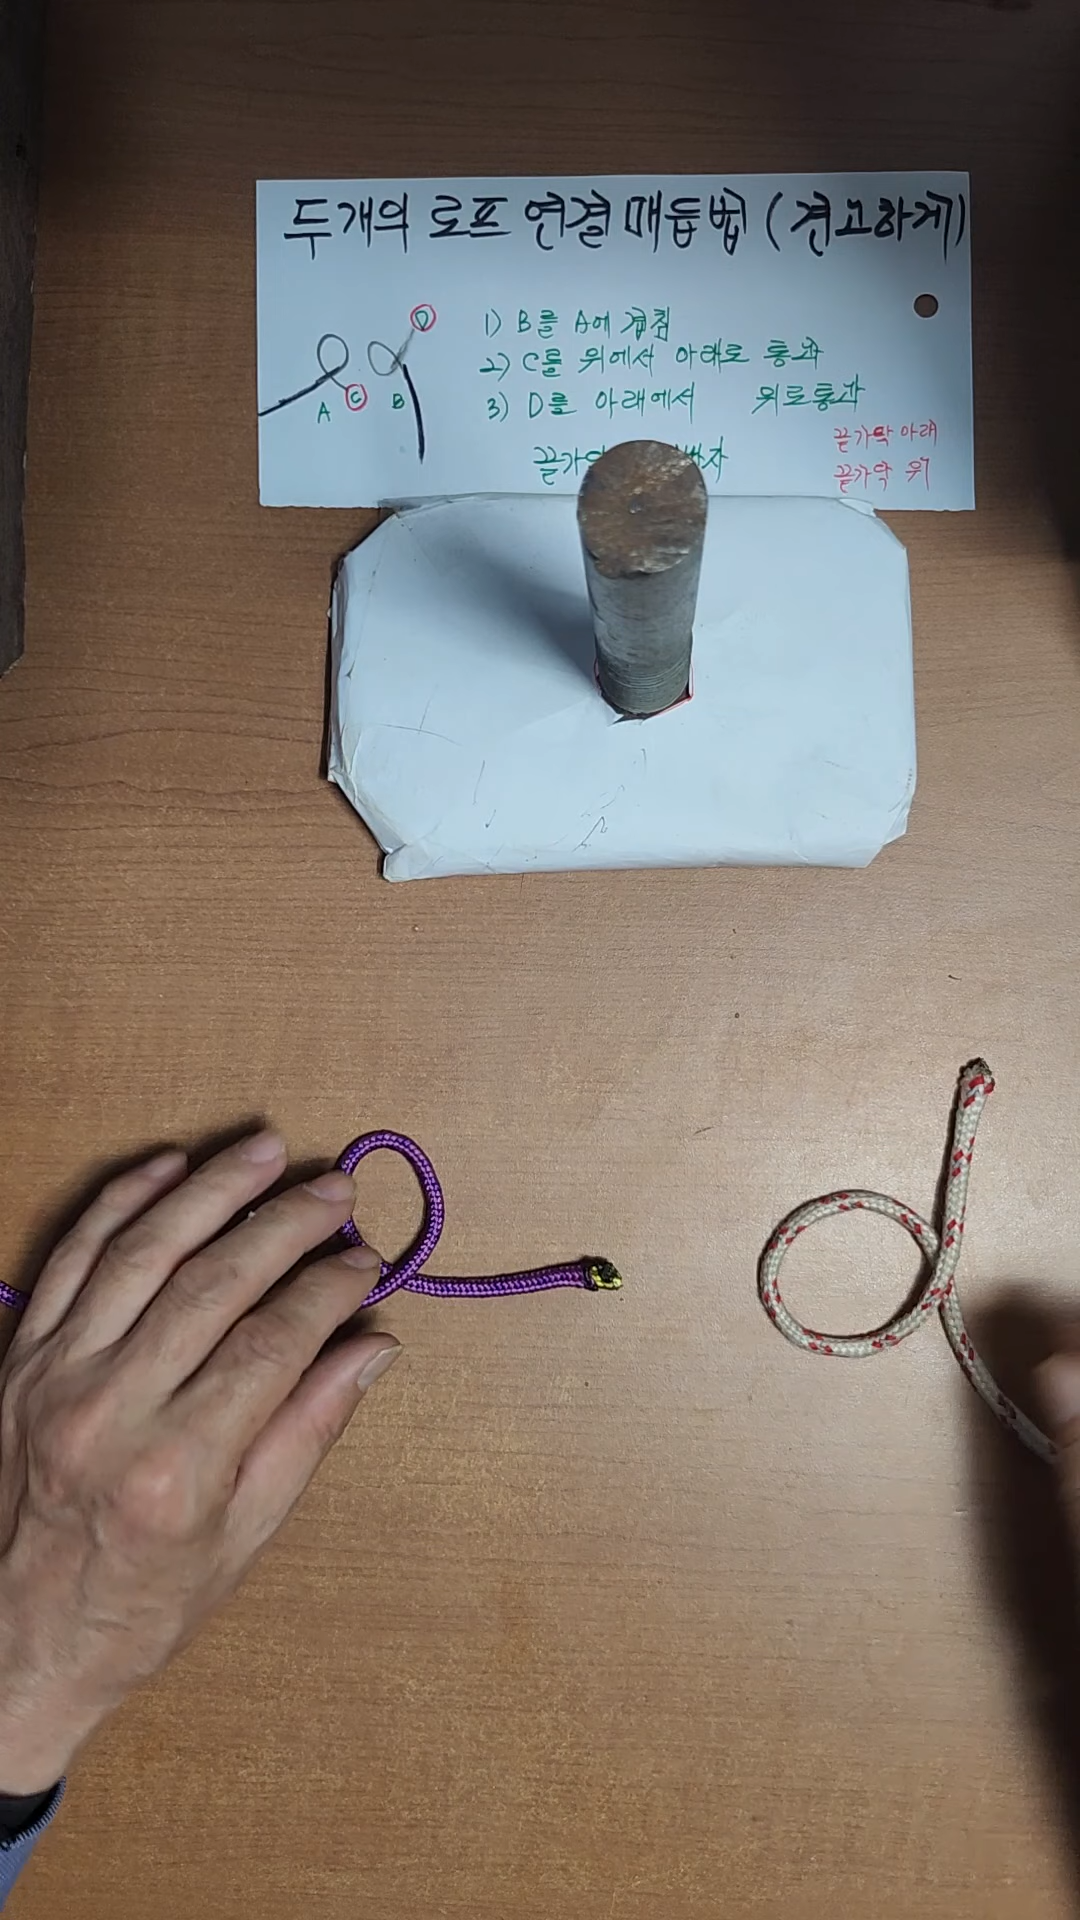 두개의 로프 연결 매듭법 (견고하게)
1) B를 A에 겹침
2) C를 위에서 아래로 통과
3) D를 아래에서 위로통과
끝가닥 아래
끝가닥 위
A C B D